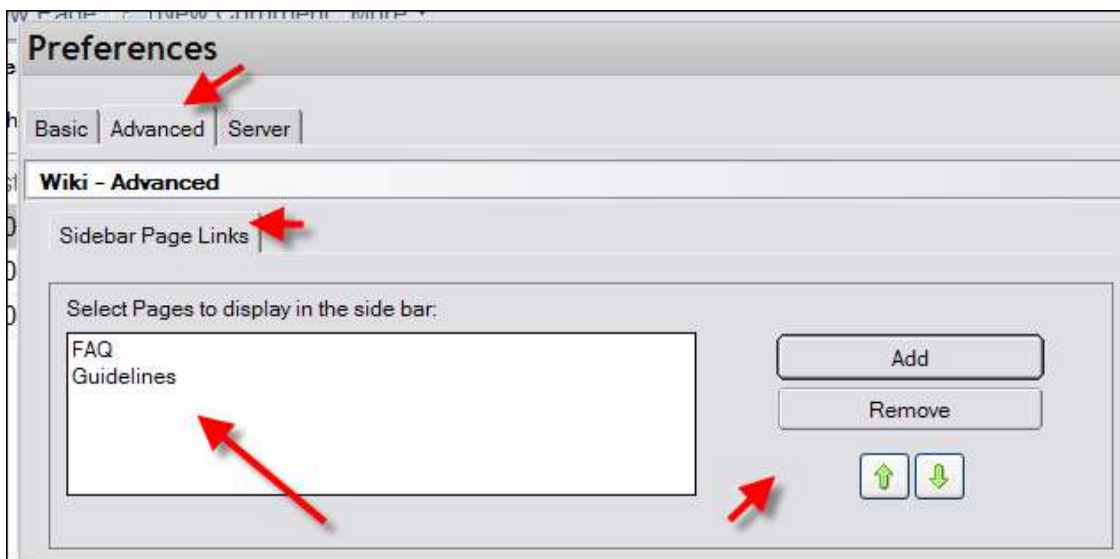 Preferences
Basic Advanced Server
Wiki - Advanced
Sidebar Page Links
Select Pages to display in the side bar:
FAQ
Guidelines
Add
Remove